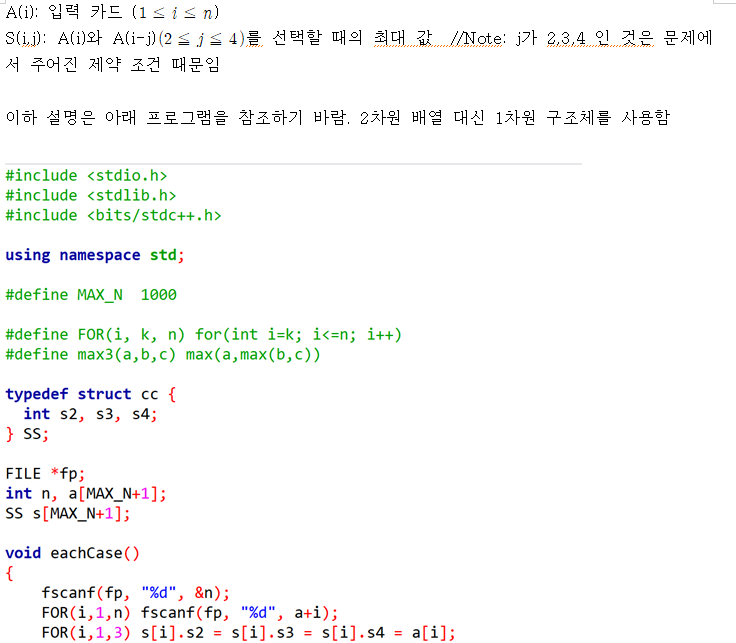 A(i): 입력 카드 (1 ≤ i ≤ n)
S(i,j): A(i)와 A(i-j)(2 ≦ j ≦ 4)를 선택할 때의 최대 값  //Note: j가 2,3,4 인 것은 문제에
서 주어진 제약 조건 때문임
이하 설명은 아래 프로그램을 참조하기 바람. 2차원 배열 대신 1차원 구조체를 사용함
#include <stdio.h>
#include <stdlib.h>
#include <bits/stdc++.h>
using namespace std;
#define MAX_N  1000
#define FOR(i, k, n) for(int i=k; i<=n; i++)
#define max3(a,b,c) max(a,max(b,c))
typedef struct cc {
  int s2, s3, s4;
} SS;
FILE *fp;
int n, a[MAX_N+1];
SS s[MAX_N+1];
void eachCase()
{
    fscanf(fp, "%d", &n);
    FOR(i,1,n) fscanf(fp, "%d", a+i);
    FOR(i,1,3) s[i].s2 = s[i].s3 = s[i].s4 = a[i];